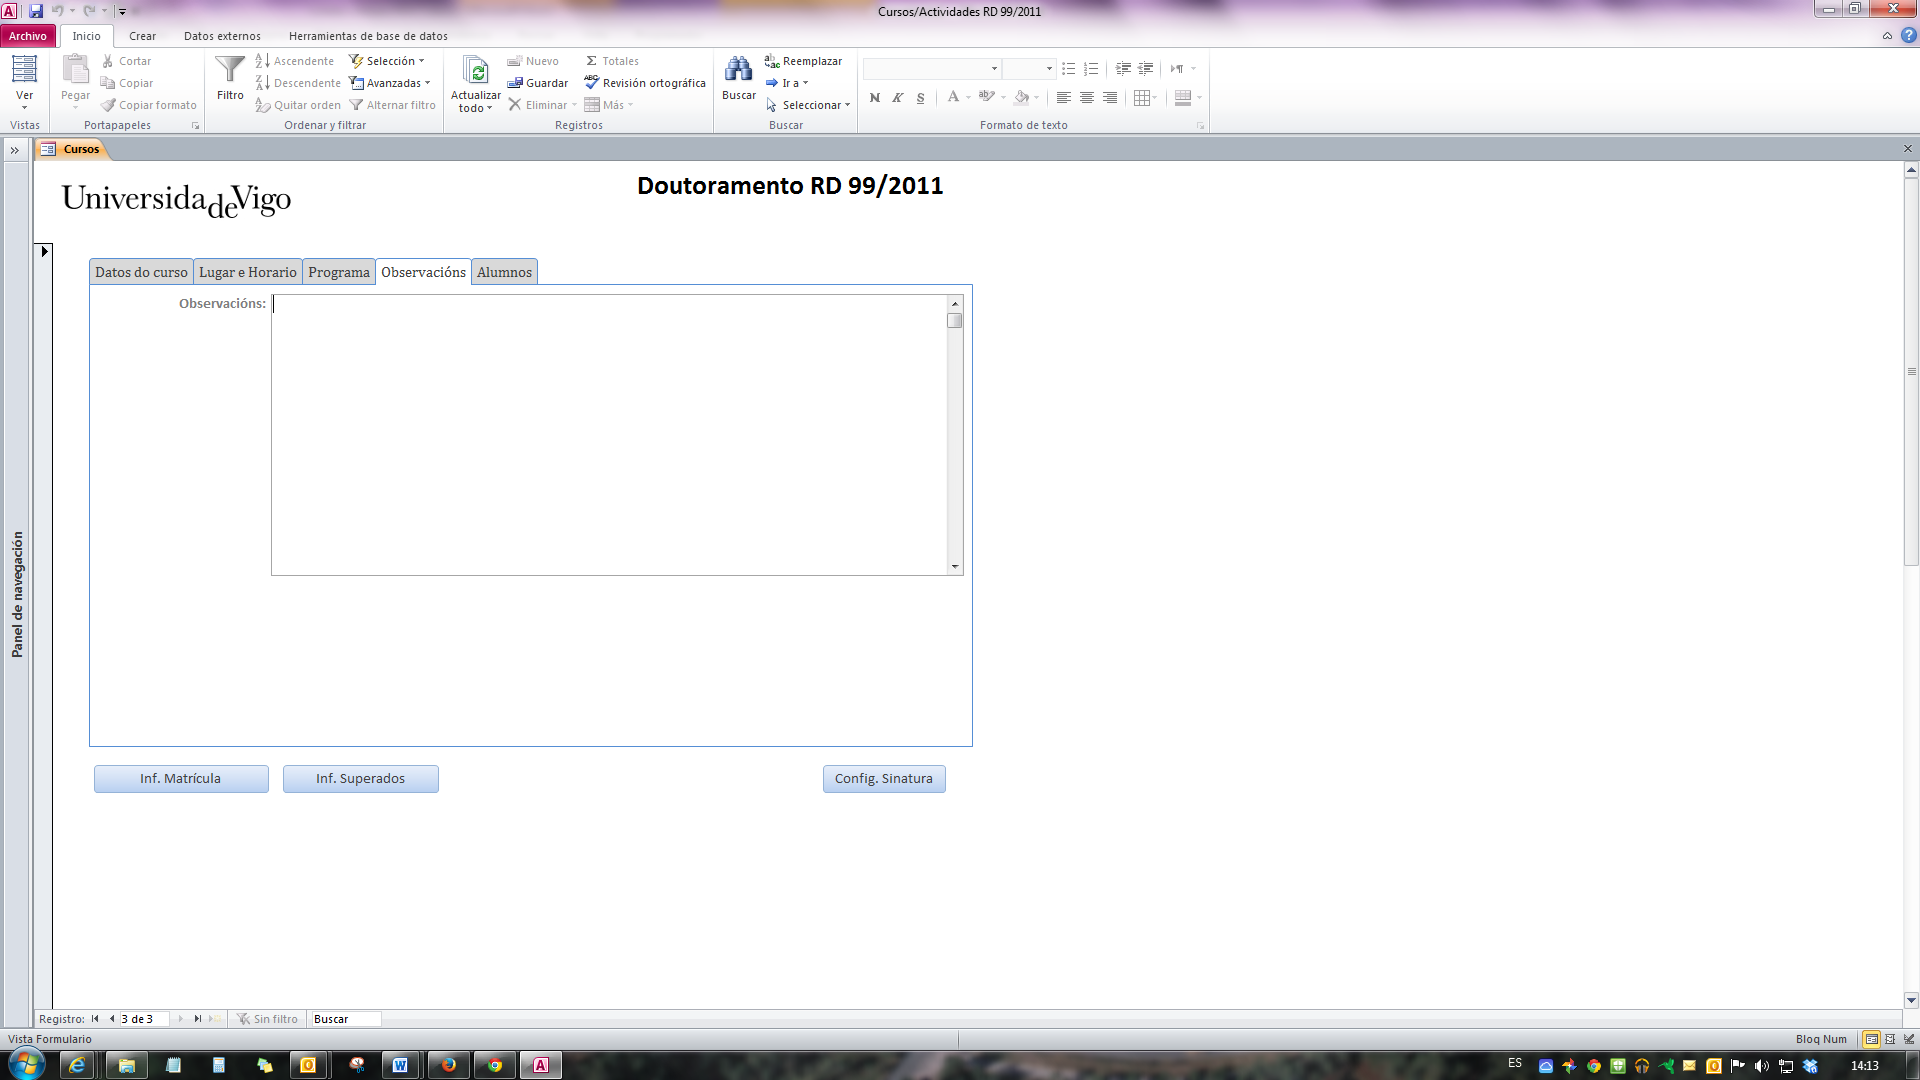 Cursos/Actividades RD 99/2011
Archivo Inicio Crear Datos externos Herramientas de base de datos
Ver
Vistas
Pegar
Cortar
Copiar
Copiar formato
Portapapeles
Filtro
Ascendente
Descendente
Quitar orden
Selección
Avanzadas
Alternar filtro
Ordenar y filtrar
Actualizar
todo
Nuevo
Guardar
Eliminar
Totales
Revisión ortográfica
Más
Registros
Buscar
Reemplazar
Ir a
Seleccionar
Buscar
N K S A
Formato de texto
Cursos
UniversidadeVigo
Doutoramento RD 99/2011
Datos do curso Lugar e Horario Programa Observacións Alumnos
Observacións:
Panel de navegación
Inf. Matrícula Inf. Superados Config. Sinatura
Registro: 3 de 3 Sin filtro Buscar
Vista Formulario Bloq Num
ES 14:13